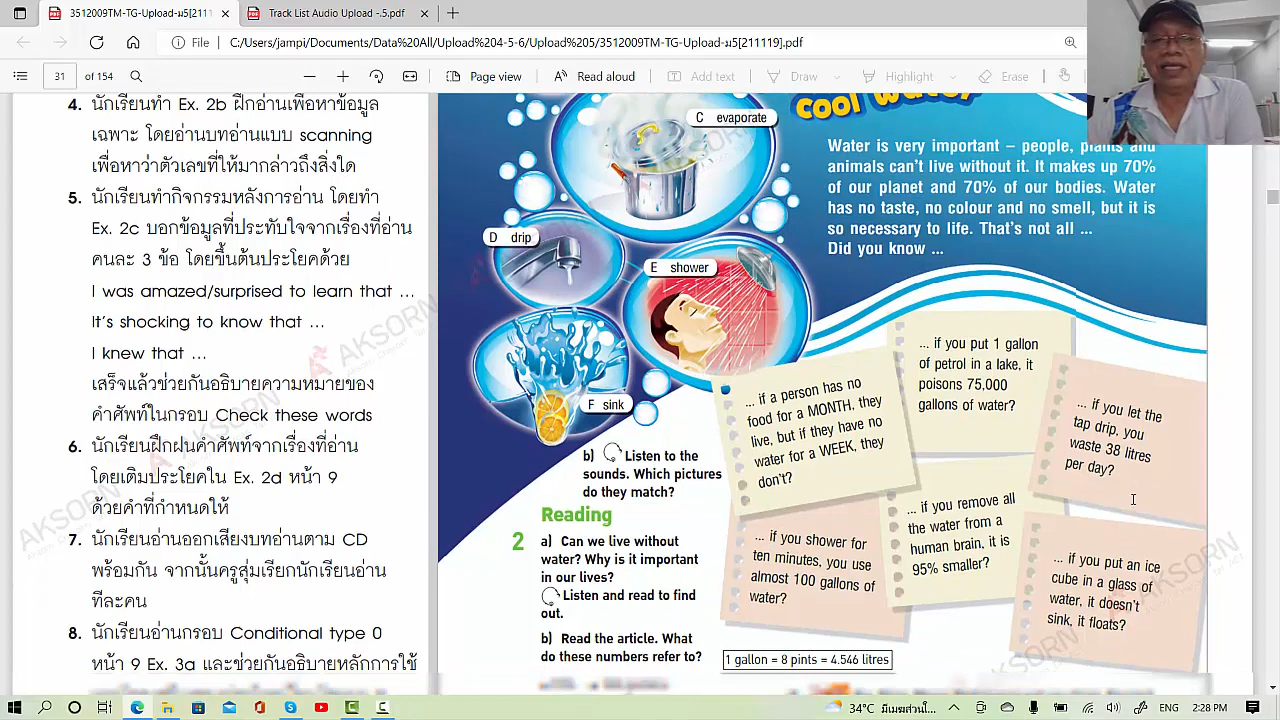 3512009TM-TG-Upload-ม5[2111
Track List Audio Upload -.5.pdf
File
C:/Users/jampi/Documents/Data%20All/Upload%204-5-6/Upload%205/3512009TM-TG-Upload-ม5[211119].pdf
31 of 154
Page view
Read aloud
Add text
Draw
Highlight
Erase
4. นักเรียนทำ Ex. 2b ฝึกอ่านเพื่อหาข้อมูล
เฉพาะ โดยอ่านบทอ่านแบบ scanning
เพื่อหาว่าตัวเลขที่ให้มากล่าวถึงสิ่งใด
5. นักเรียนทำกิจกรรมหลังการอ่าน โดยทำ
Ex. 2c บอกข้อมูลที่ประทับใจจากเรื่องที่อ่าน
คนละ 3 ข้อ โดยขึ้นต้นประโยคด้วย
I was amazed/surprised to learn that ...
It's shocking to know that ...
I knew that ...
เสร็จแล้วช่วยกันอธิบายความหมายของ
คำศัพท์ในกรอบ Check these words
6. นักเรียนฝึกฝนคำศัพท์จากเรื่องที่อ่าน
โดยเติมประโยคใน Ex. 2d หน้า 9
ด้วยคำที่กำหนดให้
7. นักเรียนอ่านออกเสียงบทอ่านตาม CD
พร้อมกัน จากนั้นครูสุ่มเรียกนักเรียนอ่าน
ทีละคน
8. นักเรียนอ่านกรอบ Conditional type 0
หน้า 9 Ex. 3a และช่วยกันอธิบายหลักการใช้
cool water
C evaporate
D drip
E shower
F sink
Water is very important – people, plants and
animals can't live without it. It makes up 70%
of our planet and 70% of our bodies. Water
has no taste, no colour and no smell, but it is
so necessary to life. That's not all ...
Did you know ...
... if a person has no
food for a MONTH, they
live, but if they have no
water for a WEEK, they
don't?
... if you put 1 gallon
of petrol in a lake, it
poisons 75.000
gallons of water?
... if you let the
tap drip, you
waste 38 litres
per day?
... if you shower for
ten minutes, you use
almost 100 gallons of
water?
... if you remove all
the water from a
human brain, it is
95% smaller?
... if you put an ice
cube in a glass of
water, it doesn't
sink, it floats?
b) Listen to the
sounds. Which pictures
do they match?
Reading
2 a) Can we live without
water? Why is it important
in our lives?
Listen and read to find
out.
b) Read the article. What
do these numbers refer to?
1 gallon = 8 pints = 4.546 litres
AKSORN
AKSORN
AKSORN
AKSORN
AKSORN
34°C มีเมฆส่วนใ...
ENG
2:28 PM